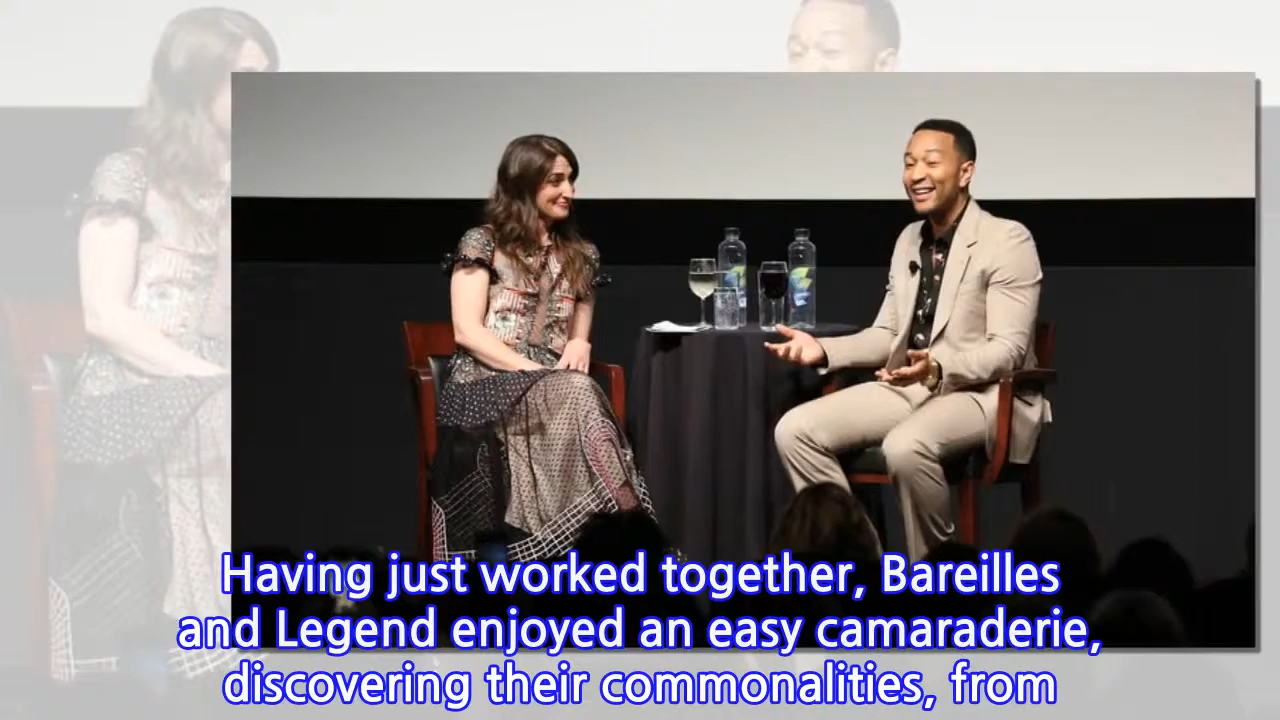 Having just worked together, Bareilles
and Legend enjoyed an easy camaraderie,
discovering their commonalities, from